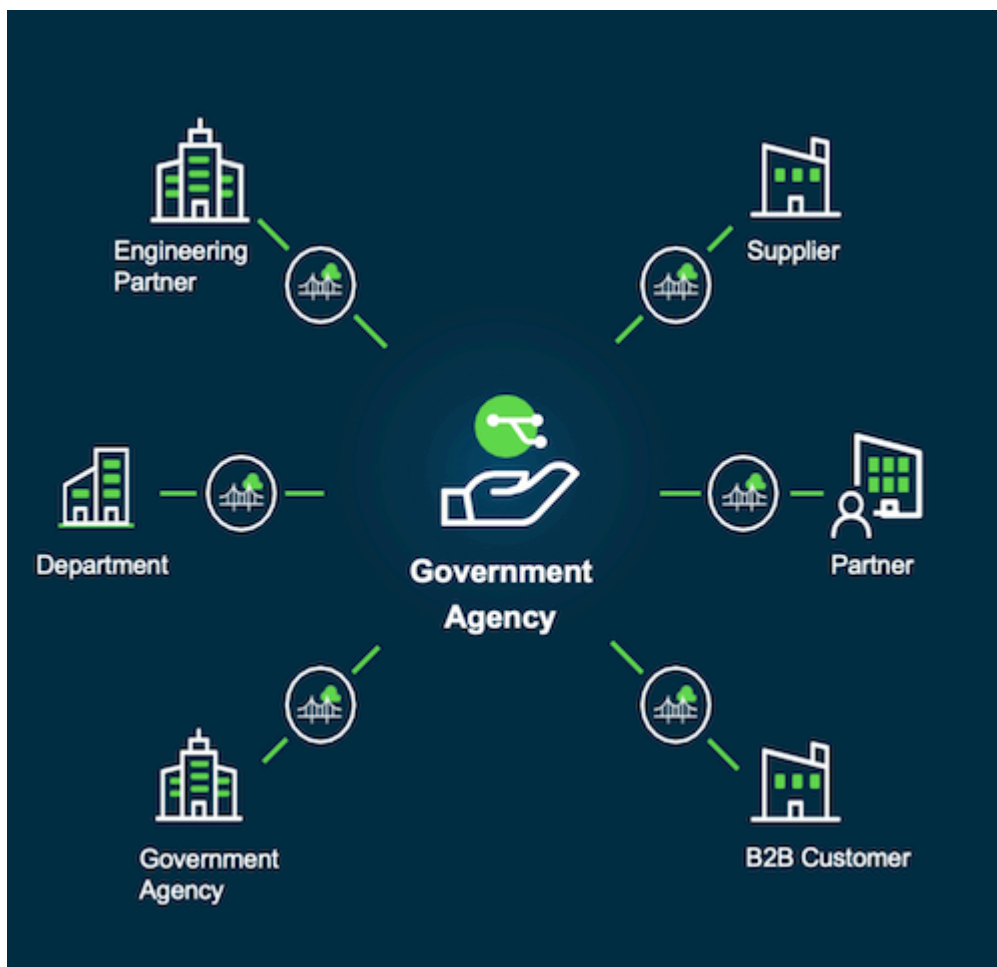 Engineering
Partner
Supplier
Department
Government
Agency
Partner
Government
Agency
B2B Customer